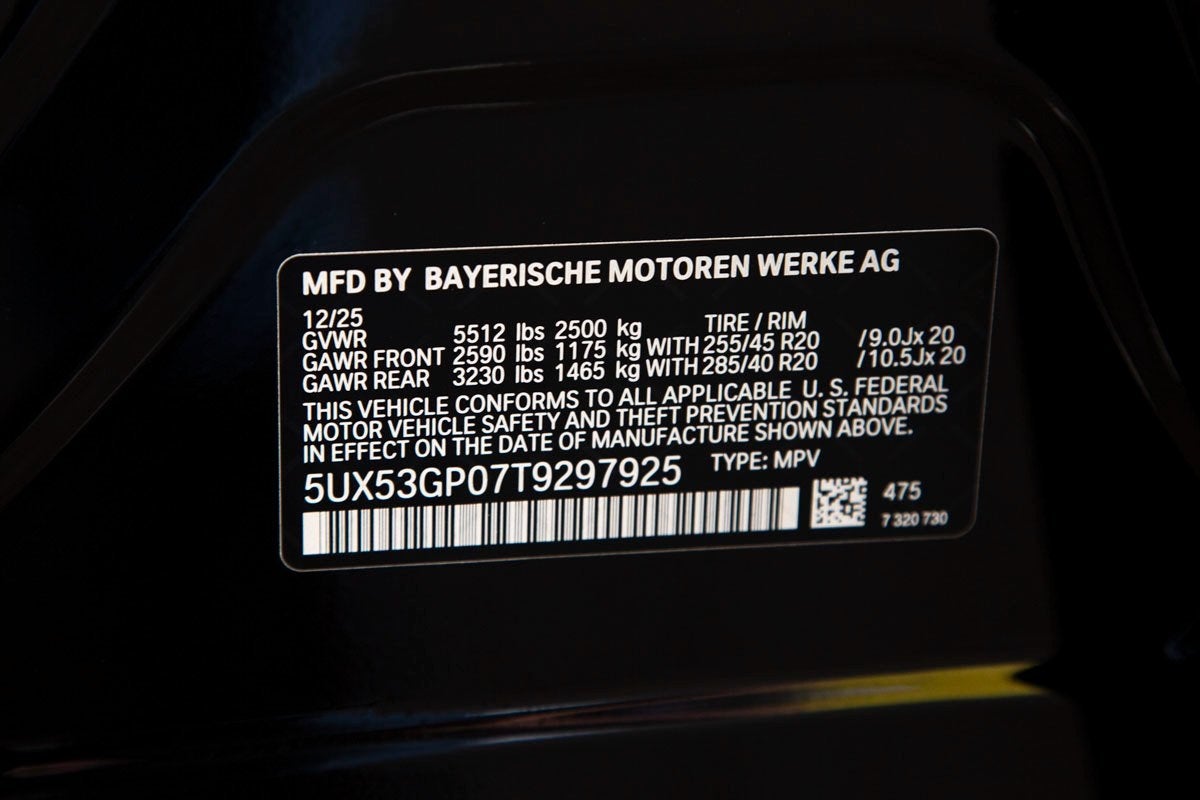 MFD BY BAYERISCHE MOTOREN WERKE AG
12/25 TIRE / RIM
GVWR 5512 lbs 2500 kg
GAWR FRONT 2590 lbs 1175 kg WITH 255/45 R20 /9.0Jx 20
GAWR REAR 3230 lbs 1465 kg WITH 285/40 R20 /10.5Jx 20
THIS VEHICLE CONFORMS TO ALL APPLICABLE U. S. FEDERAL
MOTOR VEHICLE SAFETY AND THEFT PREVENTION STANDARDS
IN EFFECT ON THE DATE OF MANUFACTURE SHOWN ABOVE.
5UX53GP07T9297925 TYPE: MPV
475
7 320 730